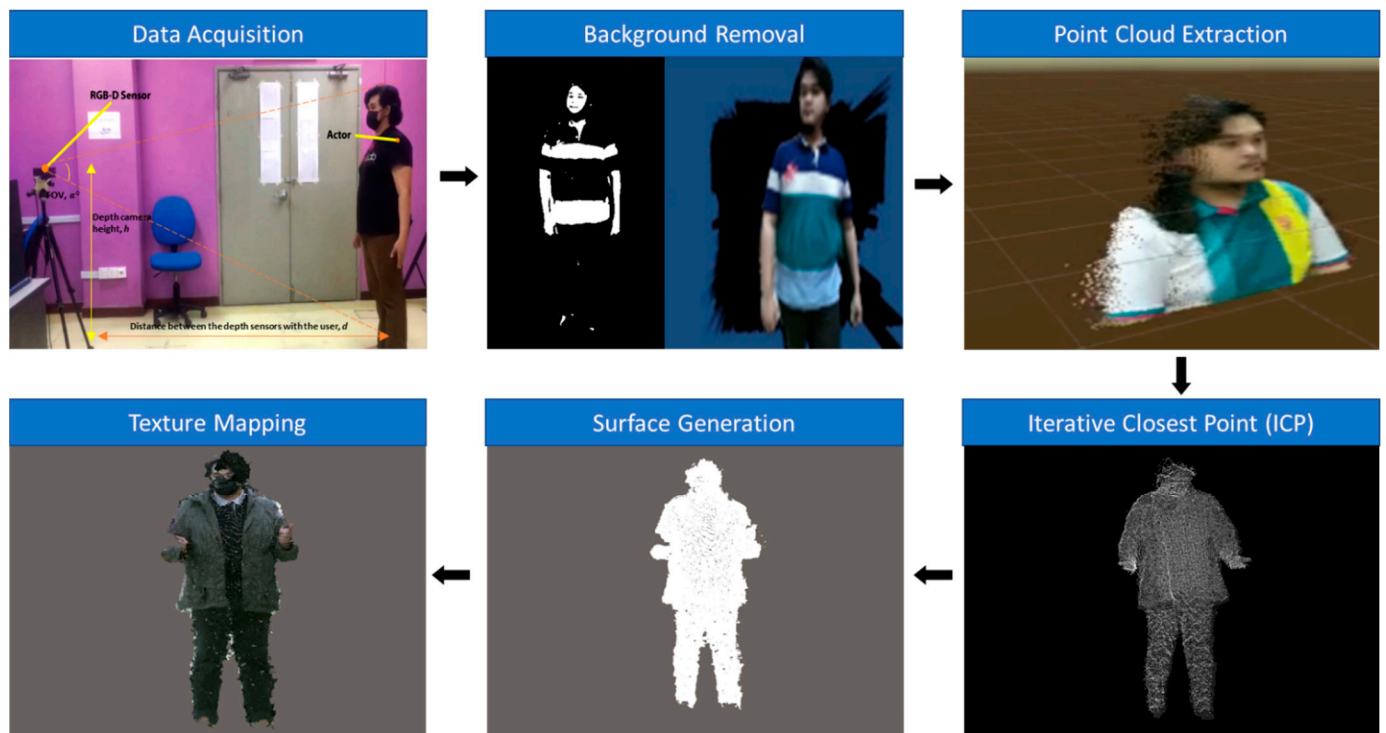 Data Acquisition
Background Removal
Point Cloud Extraction
RGB-D Sensor
Actor
FOV, α°
Depth camera
height, h
Distance between the depth sensors with the user, d
Texture Mapping
Surface Generation
Iterative Closest Point (ICP)